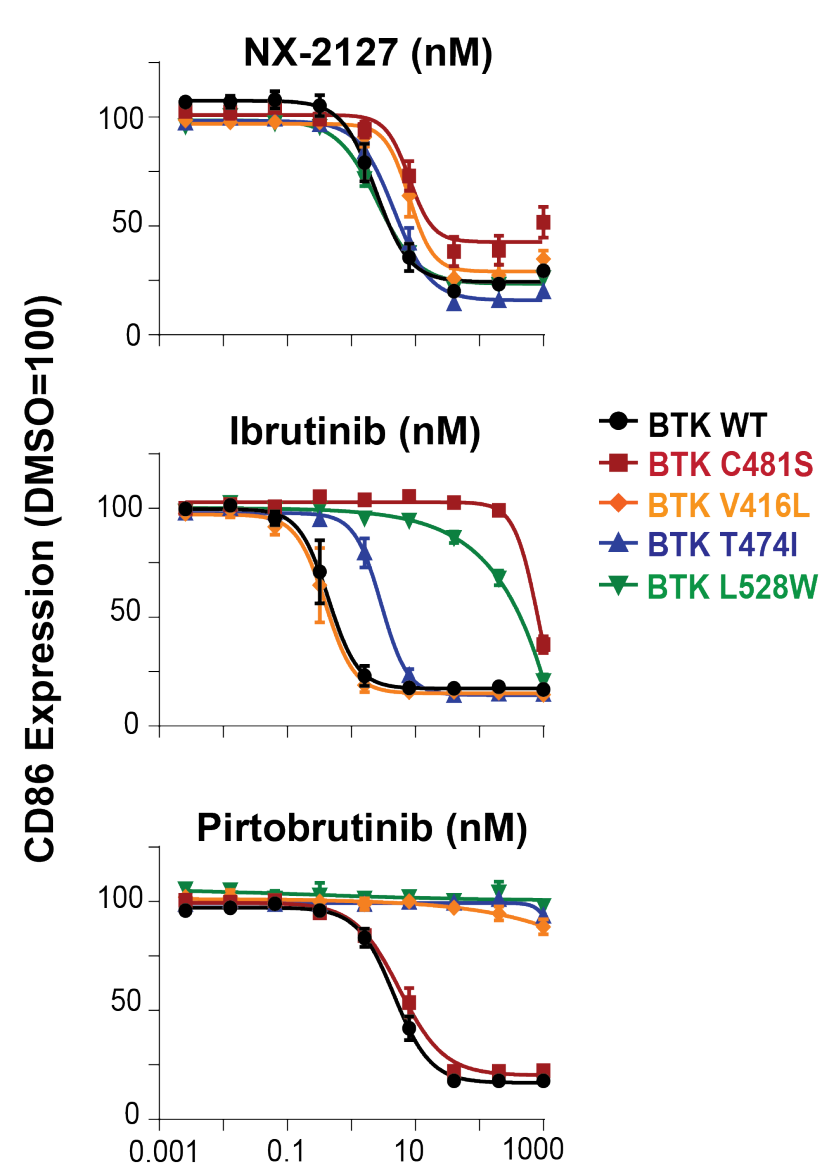 NX-2127 (nM)
100
50
0
CD86 Expression (DMSO=100)
Ibrutinib (nM)
100
50
0
BTK WT
BTK C481S
BTK V416L
BTK T474I
BTK L528W
Pirtobrutinib (nM)
100
50
0
0.001 0.1 10 1000